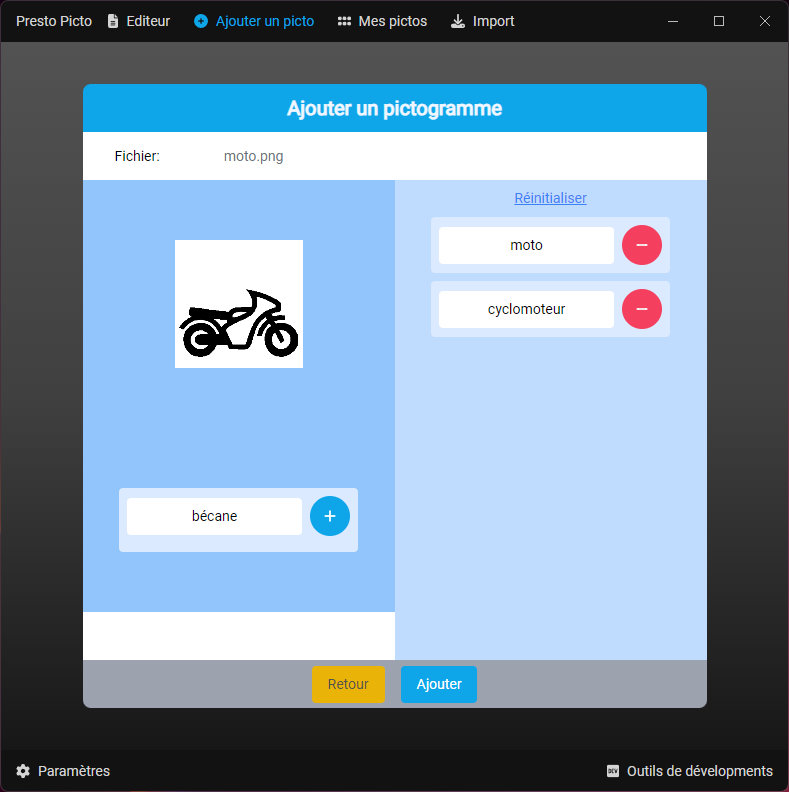 Presto Picto Editeur Ajouter un picto Mes pictos Import
Ajouter un pictogramme
Fichier: moto.png
Réinitialiser
moto
cyclomoteur
bécane
Retour Ajouter
Paramètres DEV Outils de dévelopments